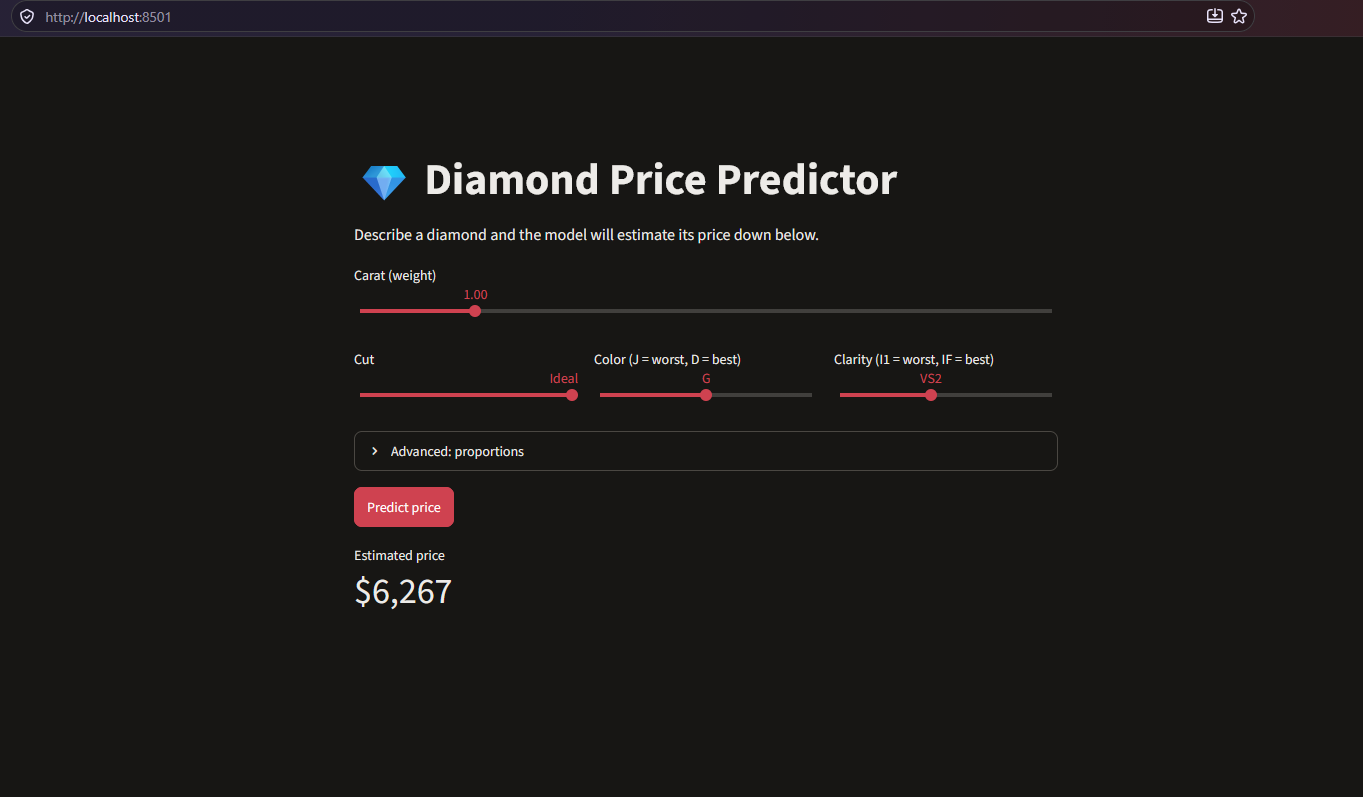 http://localhost:8501
Diamond Price Predictor
Describe a diamond and the model will estimate its price down below.
Carat (weight)
1.00
Cut
Ideal
Color (J = worst, D = best)
G
Clarity (I1 = worst, IF = best)
VS2
Advanced: proportions
Predict price
Estimated price
$6,267